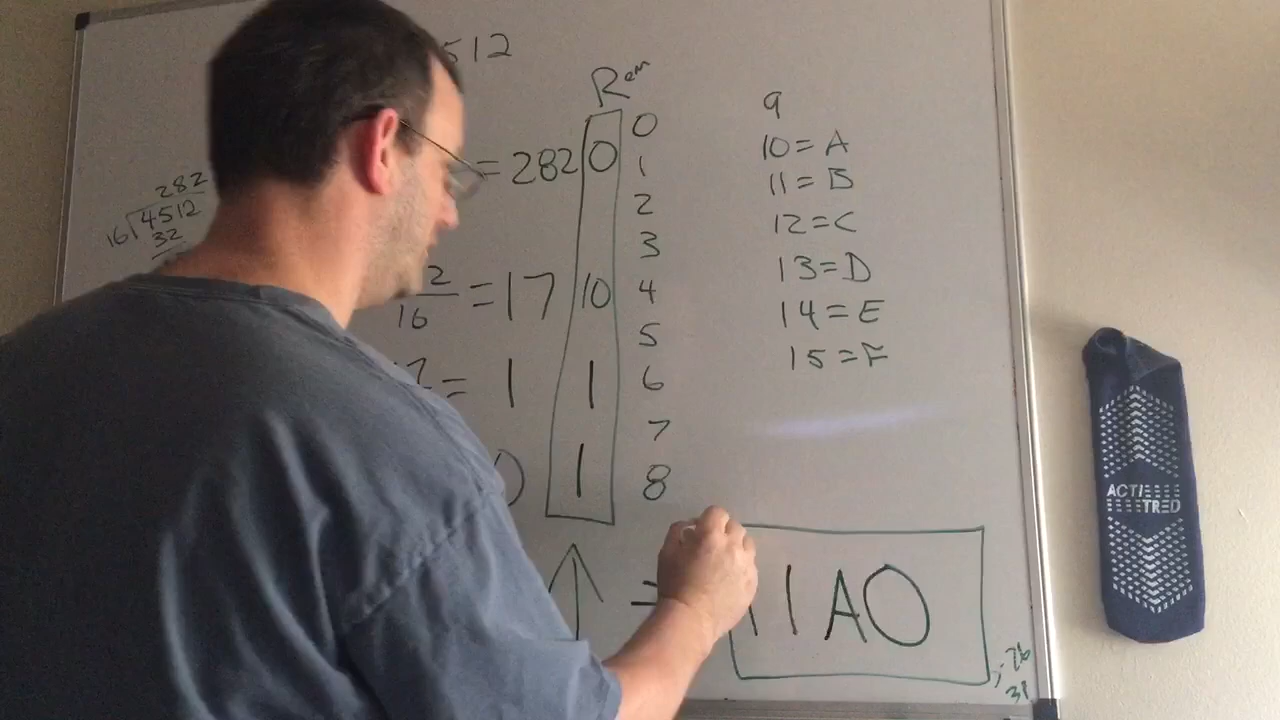 512
Rem
= 282 0
282
16 4512
32
2
16 = 17 10
= 1 1
0 1
0
1
2
3
4
5
6
7
8
9
10 = A
11 = B
12 = C
13 = D
14 = E
15 = F
11A0
ACTI
TRED